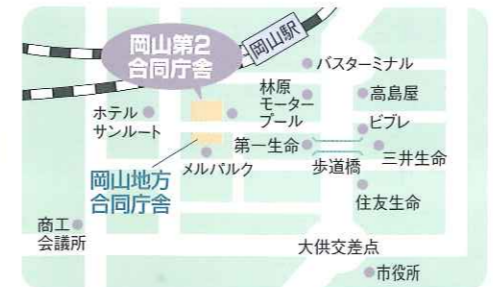 岡山第2
合同庁舎
岡山駅
バスターミナル
林原
モーター
プール
高島屋
ホテル
サンルート
ビブレ
第一生命
メルパルク
歩道橋
三井生命
岡山地方
合同庁舎
住友生命
商工
会議所
大供交差点
市役所